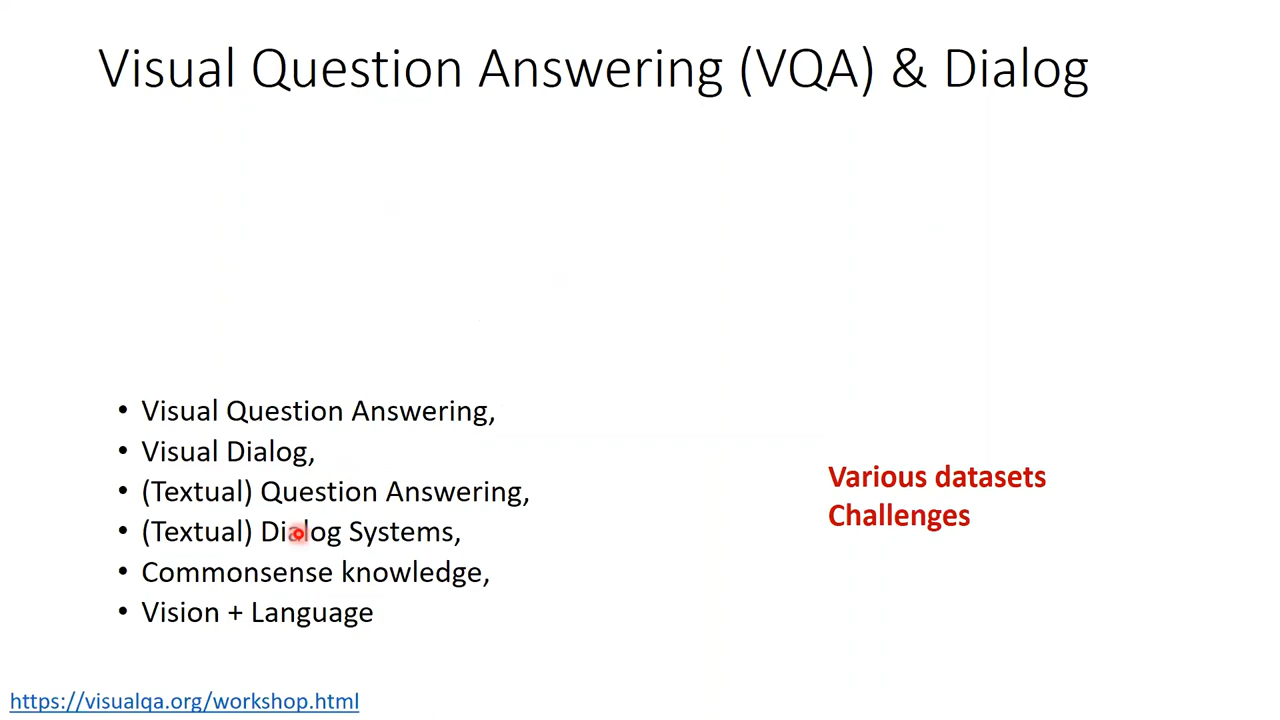 Visual Question Answering (VQA) & Dialog
• Visual Question Answering,
• Visual Dialog,
• (Textual) Question Answering,
• (Textual) Dialog Systems,
• Commonsense knowledge,
• Vision + Language
Various datasets
Challenges
https://visualqa.org/workshop.html